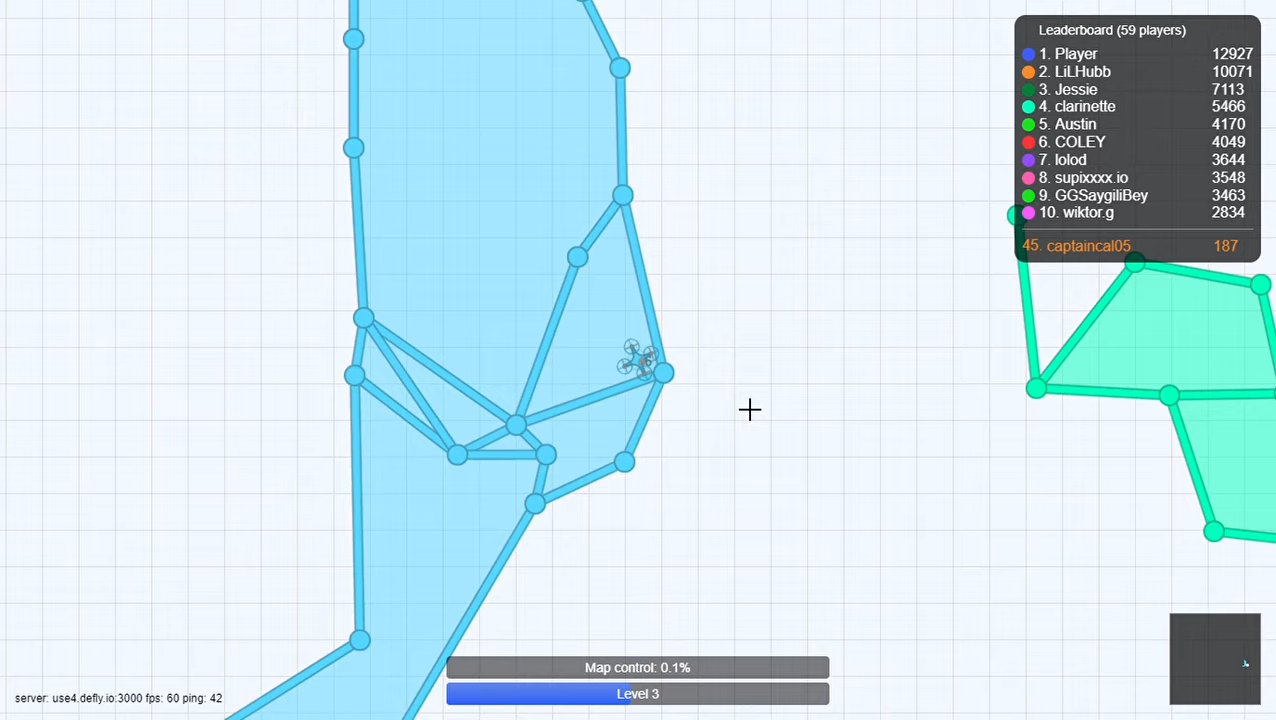 Leaderboard (59 players)
1. Player 12927
2. LiLHubb 10071
3. Jessie 7113
4. clarinette 5466
5. Austin 4170
6. COLEY 4049
7. lolod 3644
8. supixxxx.io 3548
9. GGSaygiliBey 3463
10. wiktor.g 2834
45. captaincal05 187
Map control: 0.1%
Level 3
server: use4.defly.io:3000 fps: 60 ping: 42